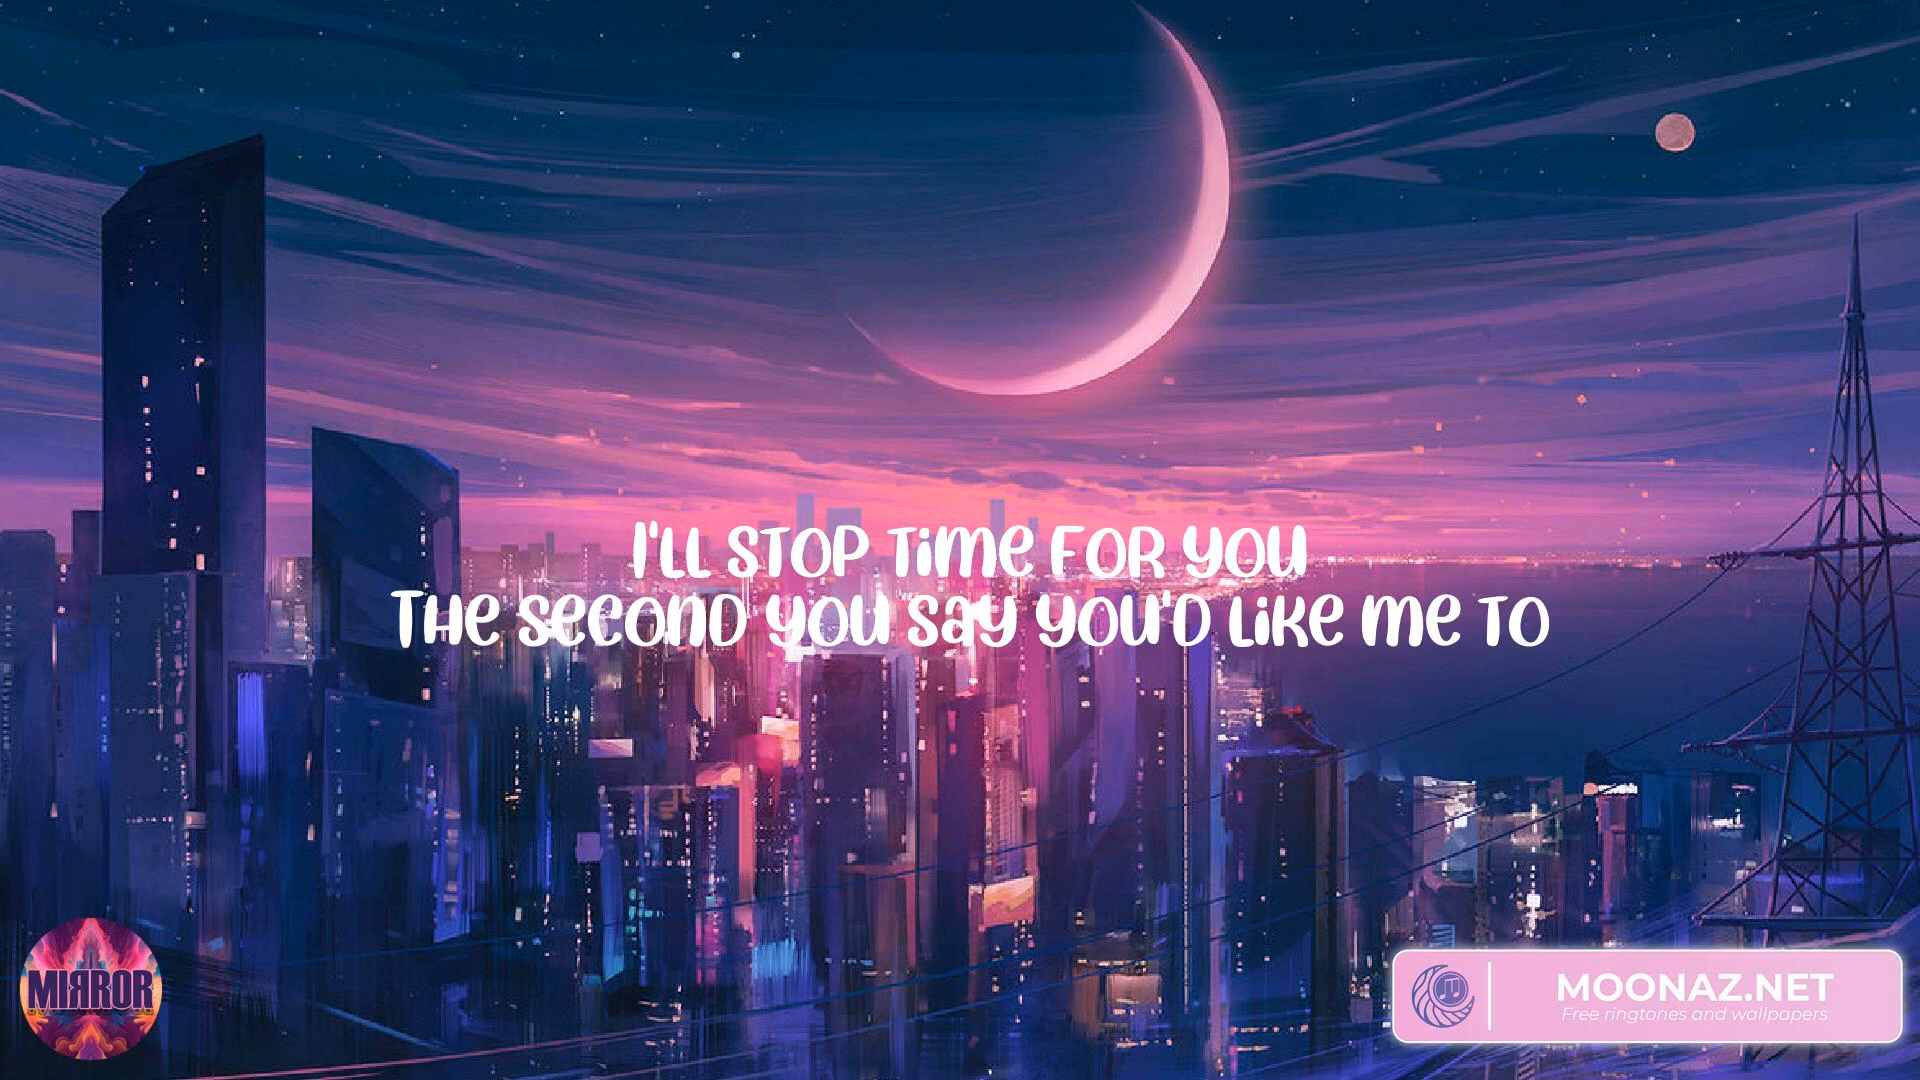 I'LL STOP TiMe FOR YOU
THe SeCOND YOU Say YOU'D LiKe Me TO
MIRROR
MOONAZ.NET
Free ringtones and wallpapers